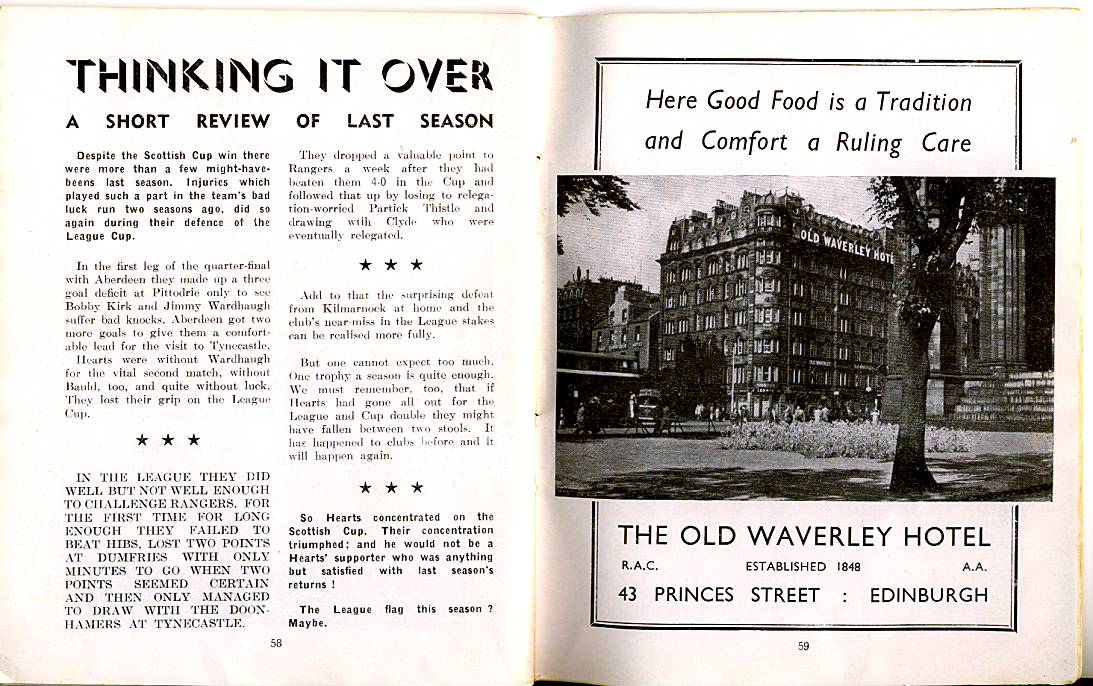 THINKING IT OVER
A SHORT REVIEW OF LAST SEASON
Despite the Scottish Cup win there
were more than a few might-have-
beens last season. Injuries which
played such a part in the team's bad
luck run two seasons ago, did so
again during their defence of the
League Cup.
In the first leg of the quarter-final
with Aberdeen they made up a three
goal deficit at Pittodrie only to see
Bobby Kirk and Jimmy Wardhaugh
suffer bad knocks. Aberdeen got two
more goals to give them a comfort-
able lead for the visit to Tynecastle.
Hearts were without Wardhaugh
for the vital second match, without
Bauld, too, and quite without luck.
They lost their grip on the League
Cup.
★ ★ ★
IN THE LEAGUE THEY DID
WELL BUT NOT WELL ENOUGH
TO CHALLENGE RANGERS. FOR
THE FIRST TIME FOR LONG
ENOUGH THEY FAILED TO
BEAT HIBS, LOST TWO POINTS
AT DUMFRIES WITH ONLY
MINUTES TO GO WHEN TWO
POINTS SEEMED CERTAIN
AND THEN ONLY MANAGED
TO DRAW WITH THE DOON-
HAMERS AT TYNECASTLE.
They dropped a valuable point to
Rangers a week after they had
beaten them 4-0 in the Cup and
followed that up by losing to relega-
tion-worried Partick Thistle and
drawing wtih Clyde who were
eventually relegated.
★ ★ ★
Add to that the surprising defeat
from Kilmarnock at home and the
club's near-miss in the League stakes
can be realised more fully.
But one cannot expect too much.
One trophy a season is quite enough.
We must remember, too, that if
Hearts had gone all out for the
League and Cup double they might
have fallen between two stools. It
has happened to clubs before and it
will happen again.
★ ★ ★
So Hearts concentrated on the
Scottish Cup. Their concentration
triumphed; and he would not be a
Hearts' supporter who was anything
but satisfied with last season's
returns !
The League flag this season ?
Maybe.
58
Here Good Food is a Tradition
and Comfort a Ruling Care
OLD WAVERLEY HOTE
OLD WAVERLEY
THE OLD WAVERLEY HOTEL
R.A.C. ESTABLISHED 1848 A.A.
43 PRINCES STREET : EDINBURGH
59